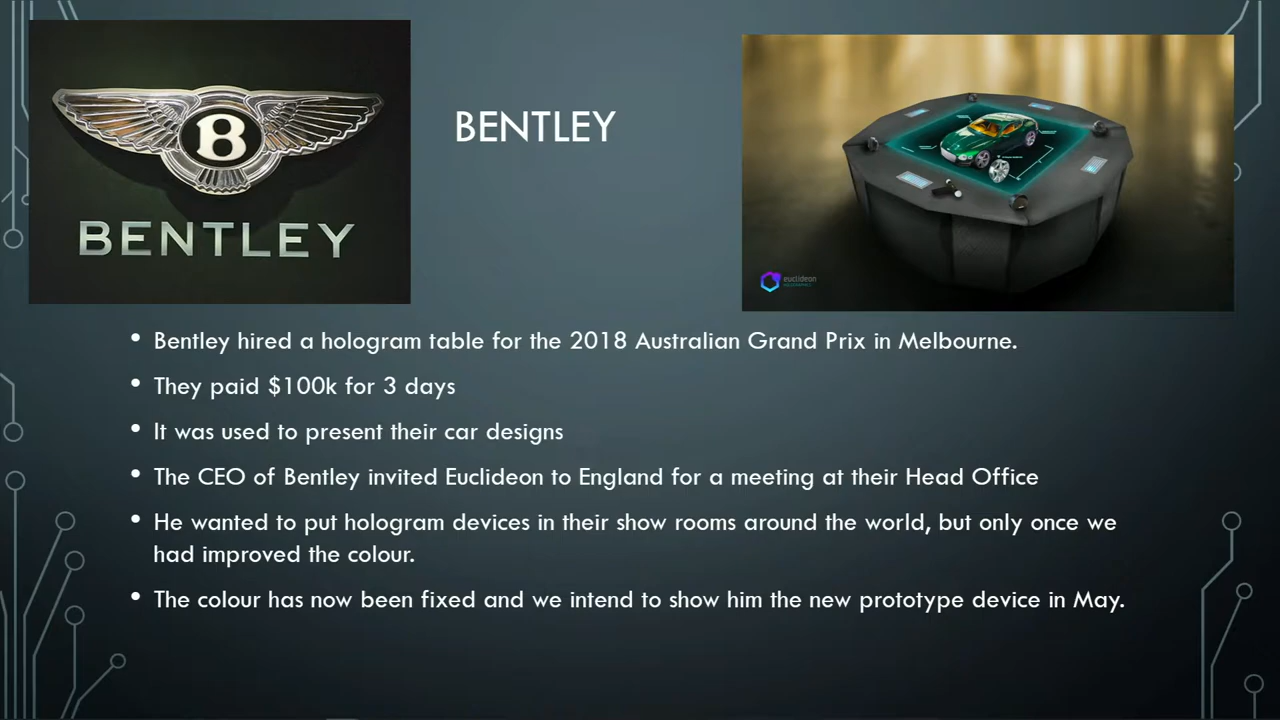 B
BENTLEY
BENTLEY
euclideon
• Bentley hired a hologram table for the 2018 Australian Grand Prix in Melbourne.
• They paid $100k for 3 days
• It was used to present their car designs
• The CEO of Bentley invited Euclideon to England for a meeting at their Head Office
• He wanted to put hologram devices in their show rooms around the world, but only once we
had improved the colour.
• The colour has now been fixed and we intend to show him the new prototype device in May.